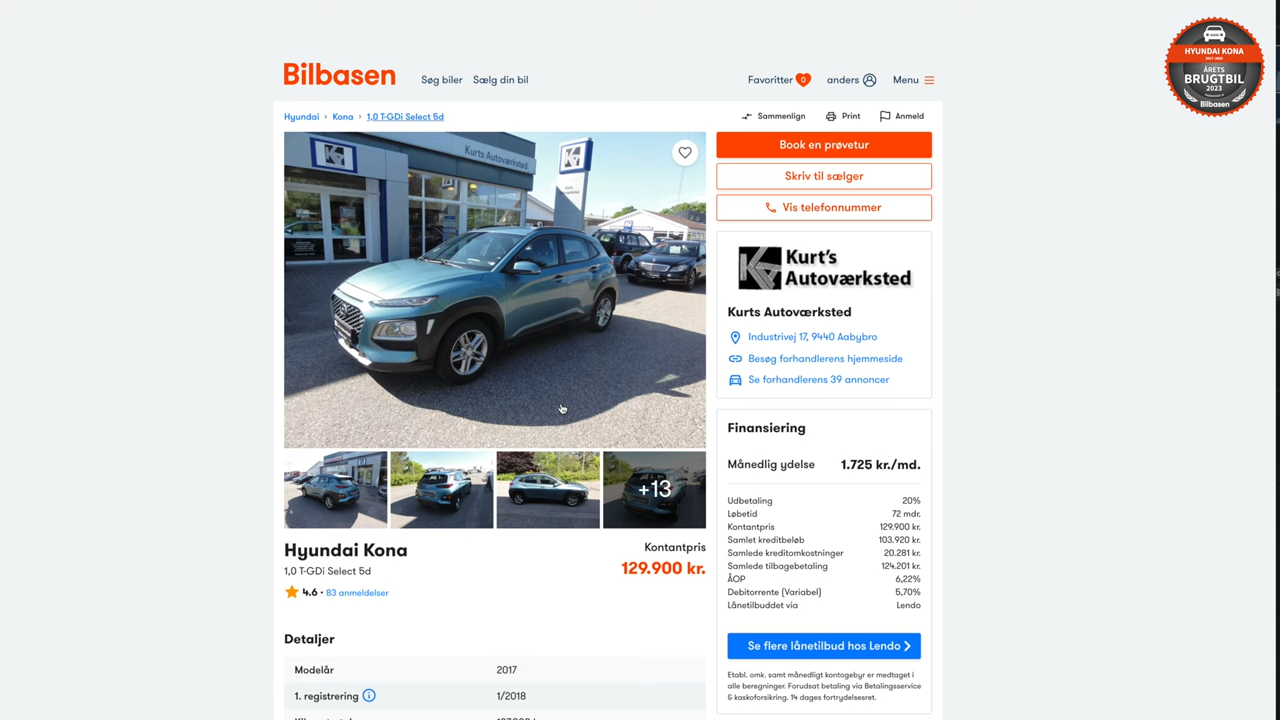 HYUNDAI KONA
2017-2020
ÅRETS
BRUGTBIL
2023
Bilbasen
Bilbasen
Søg biler
Sælg din bil
Favoritter
0
anders
Menu
Hyundai › Kona › 1,0 T-GDi Select 5d
Sammenlign
Print
Anmeld
Kurts Autoværksted
Book en prøvetur
Skriv til sælger
Vis telefonnummer
Kurt's
Autoværksted
Kurts Autoværksted
Industrivej 17, 9440 Aabybro
Besøg forhandlerens hjemmeside
Se forhandlerens 39 annoncer
Finansiering
Månedlig ydelse 1.725 kr./md.
Udbetaling 20%
Løbetid 72 mdr.
Kontantpris 129.900 kr.
Samlet kreditbeløb 103.920 kr.
Samlede kreditomkostninger 20.281 kr.
Samlede tilbagebetaling 124.201 kr.
ÅOP 6,22%
Debitorrente (Variabel) 5,70%
Lånetilbuddet via Lendo
Se flere lånetilbud hos Lendo
Etabl. omk. samt månedligt kontogebyr er medtaget i
alle beregninger. Forudsat betaling via Betalingsservice
& kaskoforsikring. 14 dages fortrydelsesret.
+13
Hyundai Kona
1,0 T-GDi Select 5d
4.6 • 83 anmeldelser
Kontantpris
129.900 kr.
Detaljer
Modelår 2017
1. registrering 1/2018